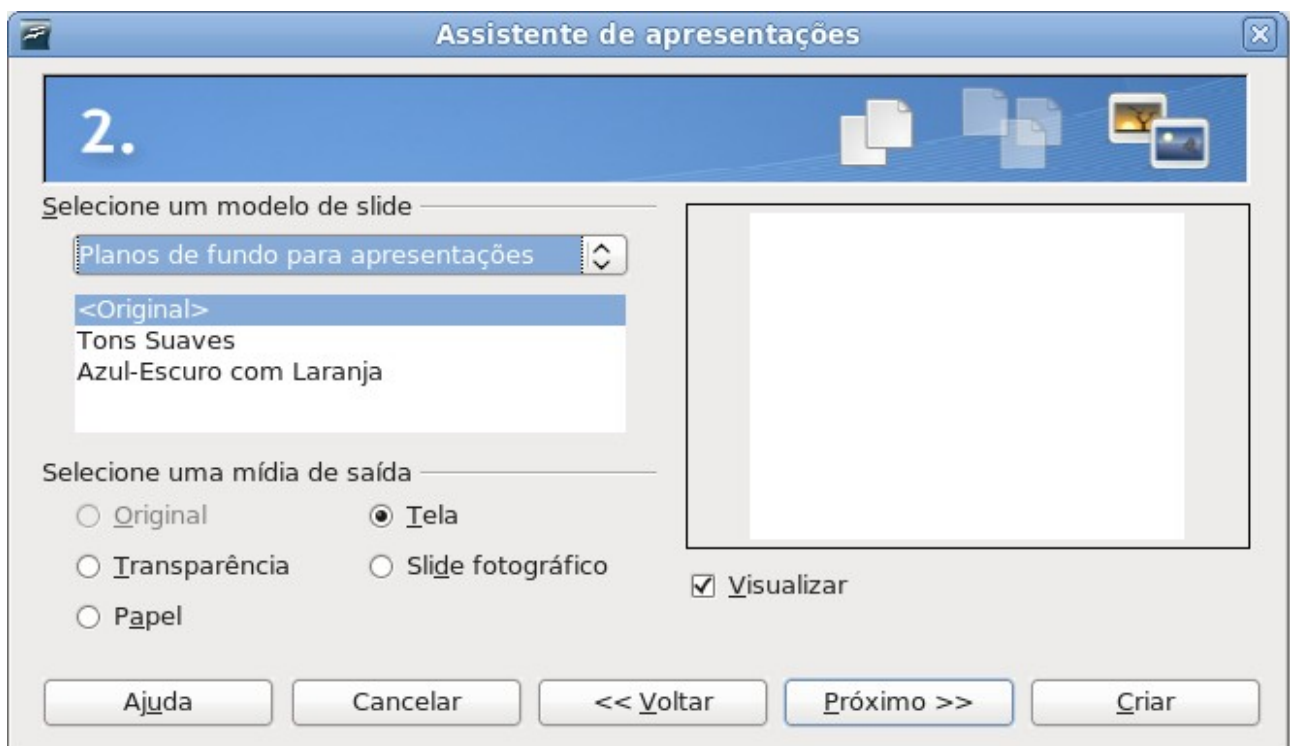 Assistente de apresentações
2.
Selecione um modelo de slide
Planos de fundo para apresentações
<Original>
Tons Suaves
Azul-Escuro com Laranja
Selecione uma mídia de saída
Original
Tela
Transparência
Slide fotográfico
Papel
Visualizar
Ajuda
Cancelar
<< Voltar
Próximo >>
Criar